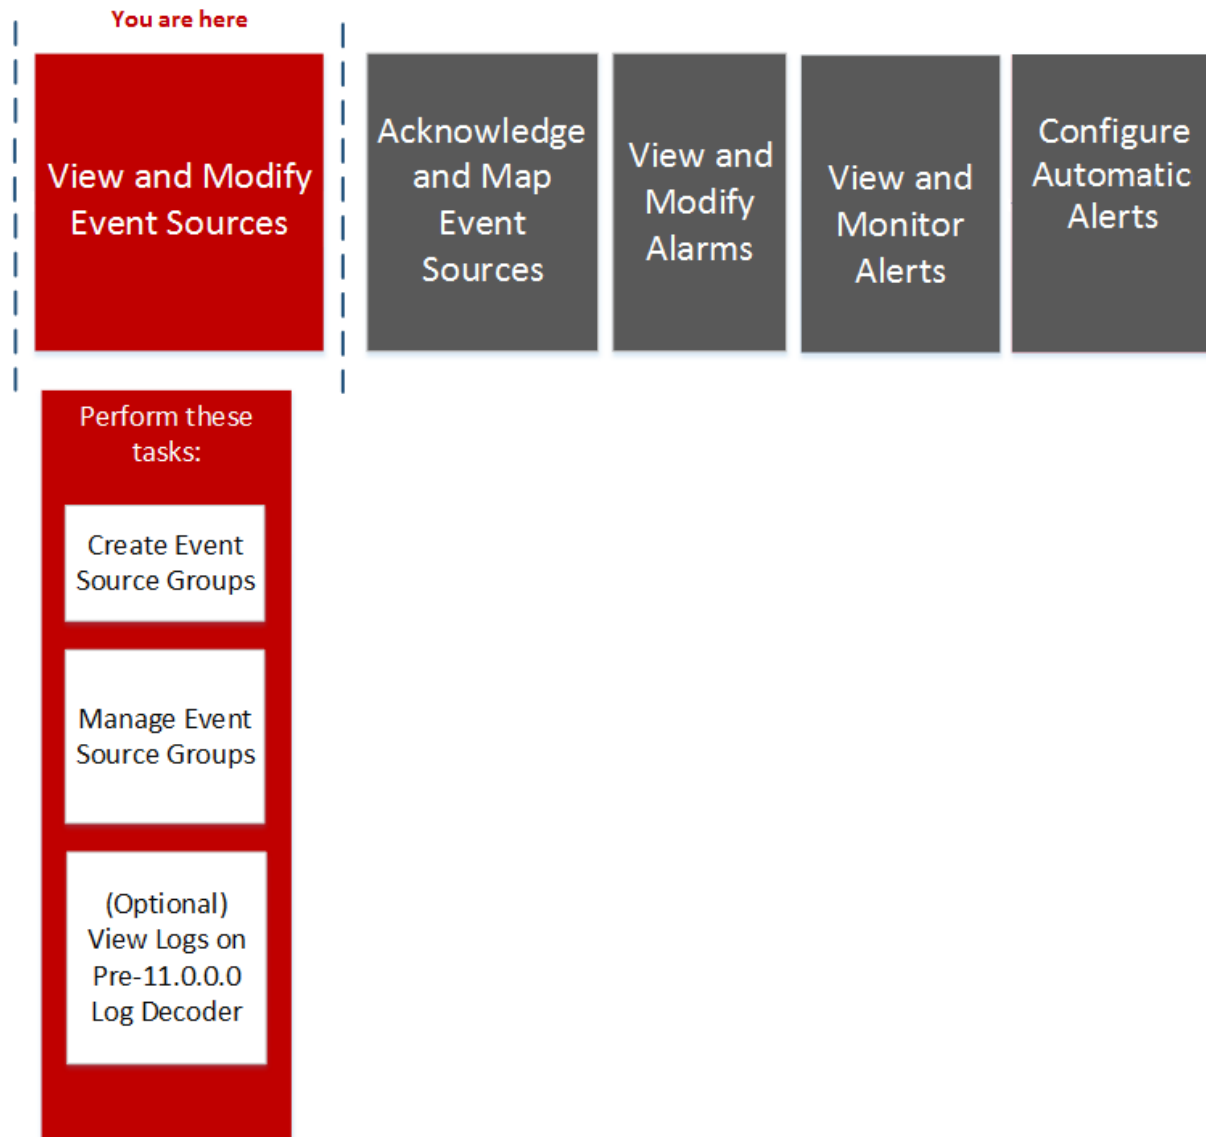 You are here
View and Modify
Event Sources
Acknowledge
and Map
Event
Sources
View and
Modify
Alarms
View and
Monitor
Alerts
Configure
Automatic
Alerts
Perform these
tasks:
Create Event
Source Groups
Manage Event
Source Groups
(Optional)
View Logs on
Pre-11.0.0.0
Log Decoder